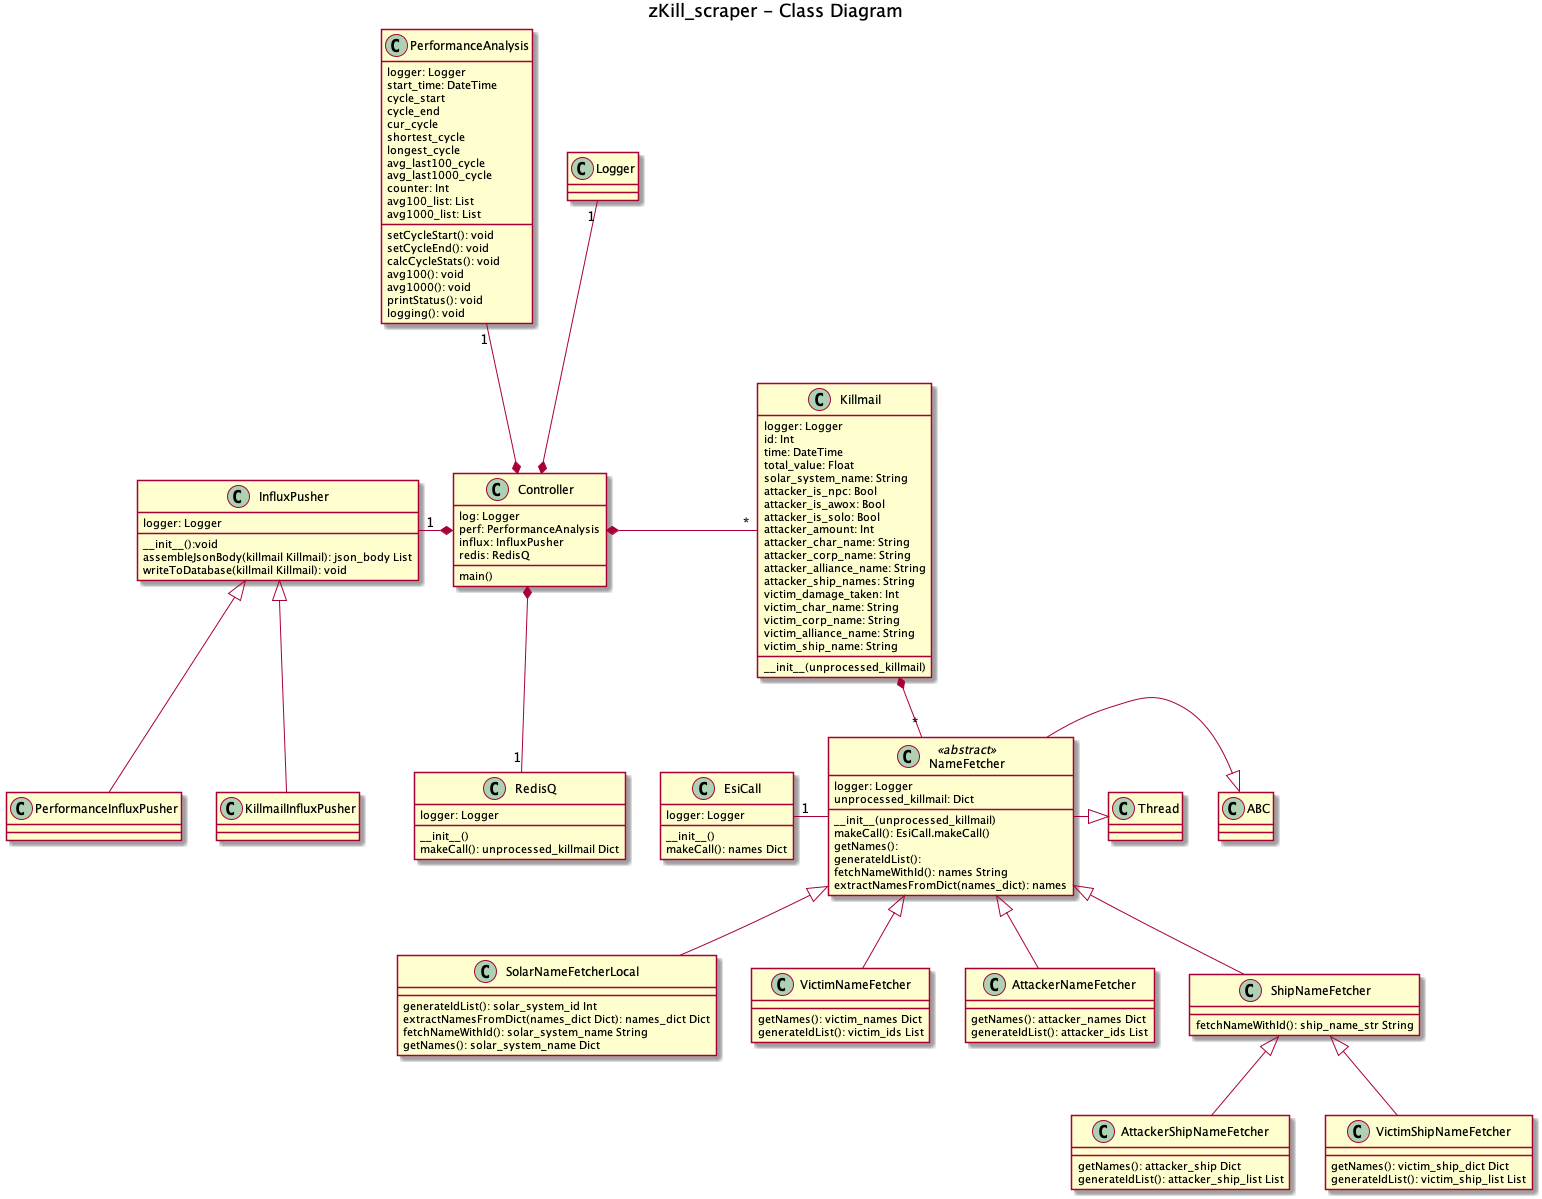 zKill_scraper - Class Diagram
C PerformanceAnalysis
logger: Logger
start_time: DateTime
cycle_start
cycle_end
cur_cycle
shortest_cycle
longest_cycle
avg_last100_cycle
avg_last1000_cycle
counter: Int
avg100_list: List
avg1000_list: List
setCycleStart(): void
setCycleEnd(): void
calcCycleStats(): void
avg100(): void
avg1000(): void
printStatus(): void
logging(): void
1
C Logger
1
C Killmail
logger: Logger
id: Int
time: DateTime
total_value: Float
solar_system_name: String
attacker_is_npc: Bool
attacker_is_awox: Bool
attacker_is_solo: Bool
attacker_amount: Int
attacker_char_name: String
attacker_corp_name: String
attacker_alliance_name: String
attacker_ship_names: String
victim_damage_taken: Int
victim_char_name: String
victim_corp_name: String
victim_alliance_name: String
victim_ship_name: String
__init__(unprocessed_killmail)
C InfluxPusher
logger: Logger
__init__():void
assembleJsonBody(killmail Killmail): json_body List
writeToDatabase(killmail Killmail): void
1
C Controller
log: Logger
perf: PerformanceAnalysis
influx: InfluxPusher
redis: RedisQ
main()
*
1
*
C PerformanceInfluxPusher
C KillmailInfluxPusher
C RedisQ
logger: Logger
__init__()
makeCall(): unprocessed_killmail Dict
C EsiCall
logger: Logger
__init__()
makeCall(): names Dict
1
C «abstract»
NameFetcher
logger: Logger
unprocessed_killmail: Dict
__init__(unprocessed_killmail)
makeCall(): EsiCall.makeCall()
getNames():
generateIdList():
fetchNameWithId(): names String
extractNamesFromDict(names_dict): names
C Thread
C ABC
C SolarNameFetcherLocal
generateIdList(): solar_system_id Int
extractNamesFromDict(names_dict Dict): names_dict Dict
fetchNameWithId(): solar_system_name String
getNames(): solar_system_name Dict
C VictimNameFetcher
getNames(): victim_names Dict
generateIdList(): victim_ids List
C AttackerNameFetcher
getNames(): attacker_names Dict
generateIdList(): attacker_ids List
C ShipNameFetcher
fetchNameWithId(): ship_name_str String
C AttackerShipNameFetcher
getNames(): attacker_ship Dict
generateIdList(): attacker_ship_list List
C VictimShipNameFetcher
getNames(): victim_ship_dict Dict
generateIdList(): victim_ship_list List